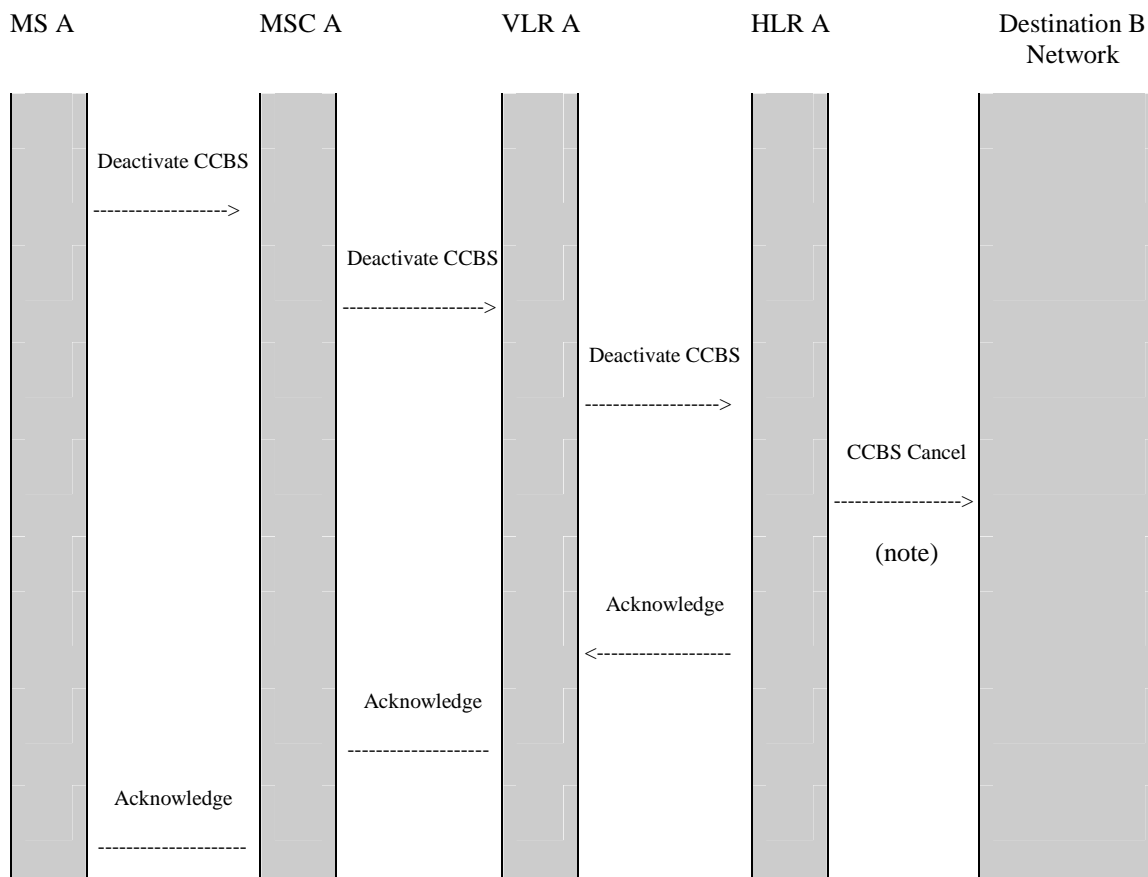 MS A MSC A VLR A HLR A Destination B
Network
Deactivate CCBS
-------------------->
Deactivate CCBS
-------------------->
Deactivate CCBS
-------------------->
CCBS Cancel
------------------->
(note)
Acknowledge
<-------------------
Acknowledge
--------------------
Acknowledge
---------------------